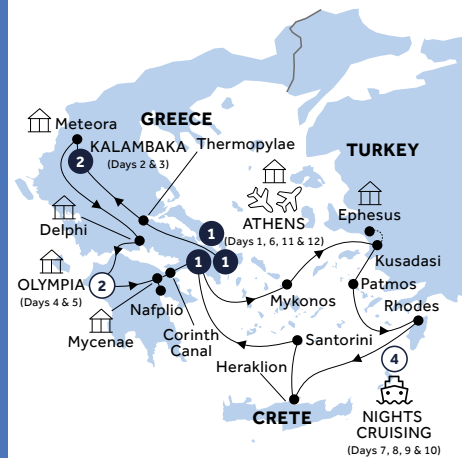 GREECE
Meteora
KALAMBAKA
2
(Days 2 & 3)
Thermopylae
TURKEY
Delphi
1
ATHENS
(Days 1, 6, 11 & 12)
1
1
Ephesus
Kusadasi
OLYMPIA
(Days 4 & 5)
2
Nafplio
Mycenae
Corinth
Canal
Mykonos
Patmos
Rhodes
Santorini
Heraklion
CRETE
4
NIGHTS
CRUISING
(Days 7, 8, 9 & 10)